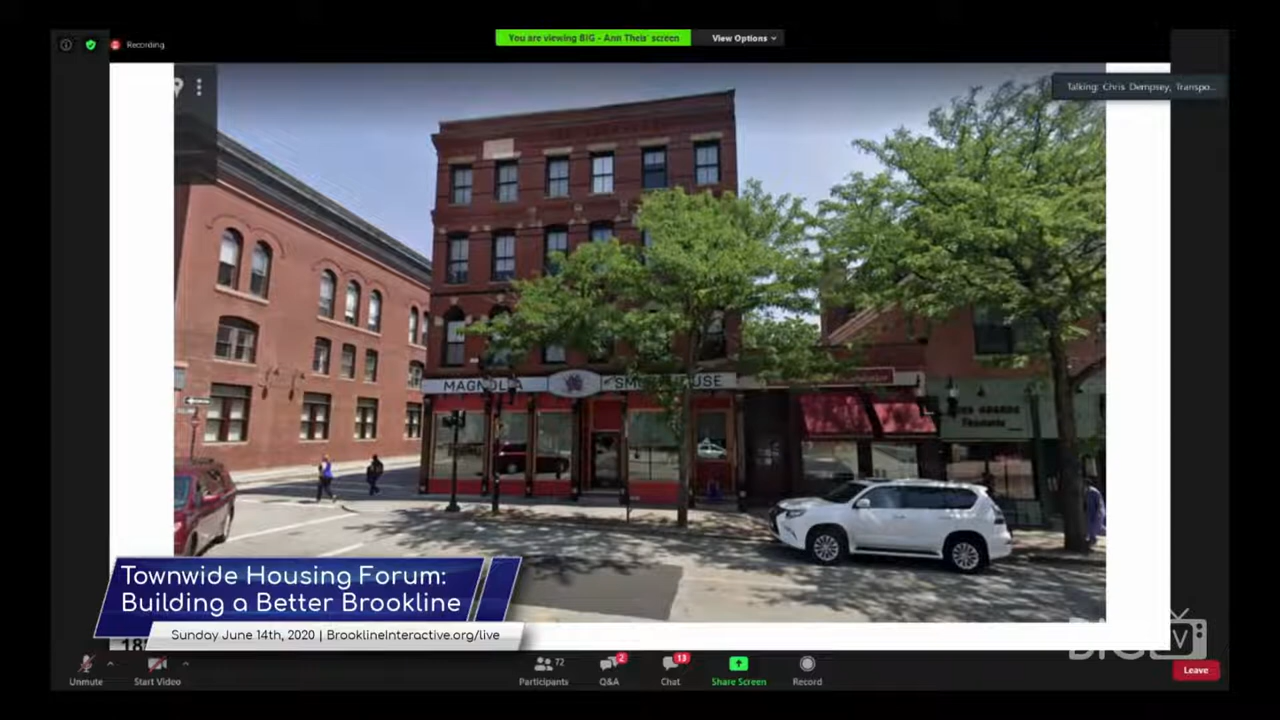 Recording
You are viewing BIG - Ann Theis' screen
View Options
Talking: Chris Dempsey, Transpo...
MAGNOLIA
SMOKEHOUSE
Townwide Housing Forum:
Building a Better Brookline
Sunday June 14th, 2020 | BrooklineInteractive.org/live
Unmute
Start Video
72
Participants
2
Q&A
13
Chat
Share Screen
Record
Leave
BIG TV